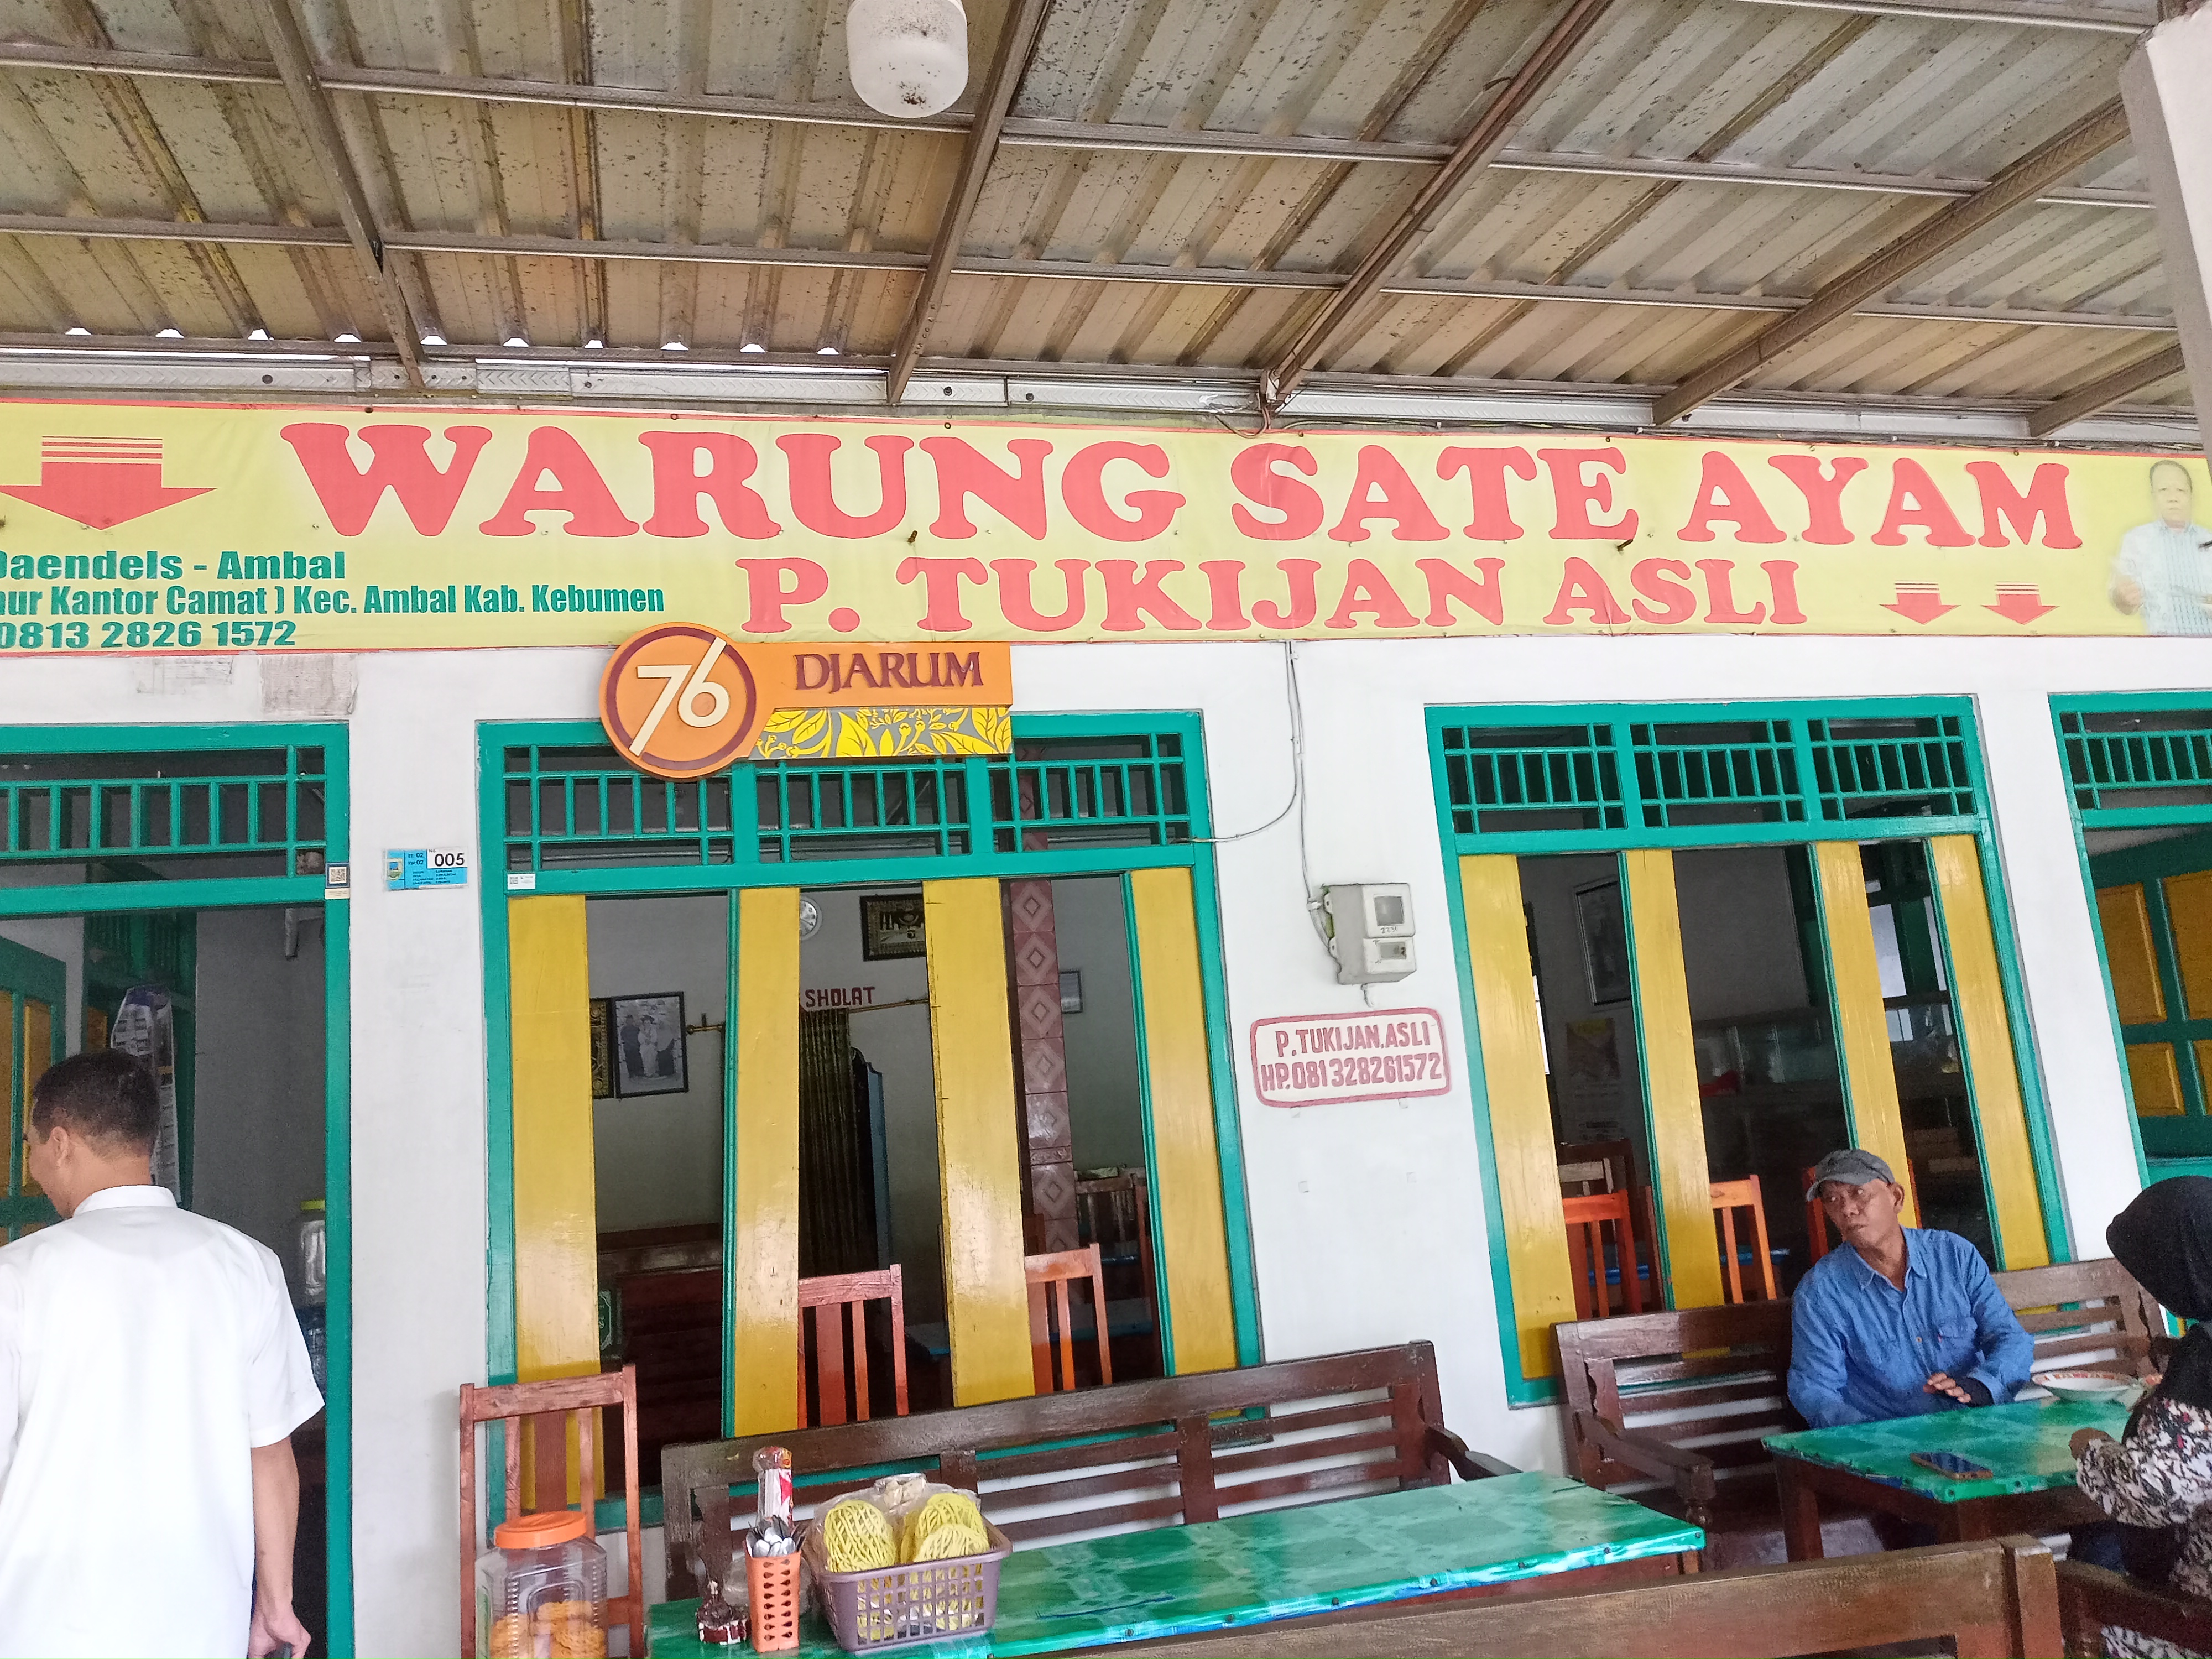 WARUNG SATE AYAM
P. TUKIJAN ASLI
Daendels - Ambal
Kantor Camat ) Kec. Ambal Kab. Kebumen
0813 2826 1572
76
DJARUM
005
SHOLAT
P. TUKIJAN. ASLI
HP. 081328261572